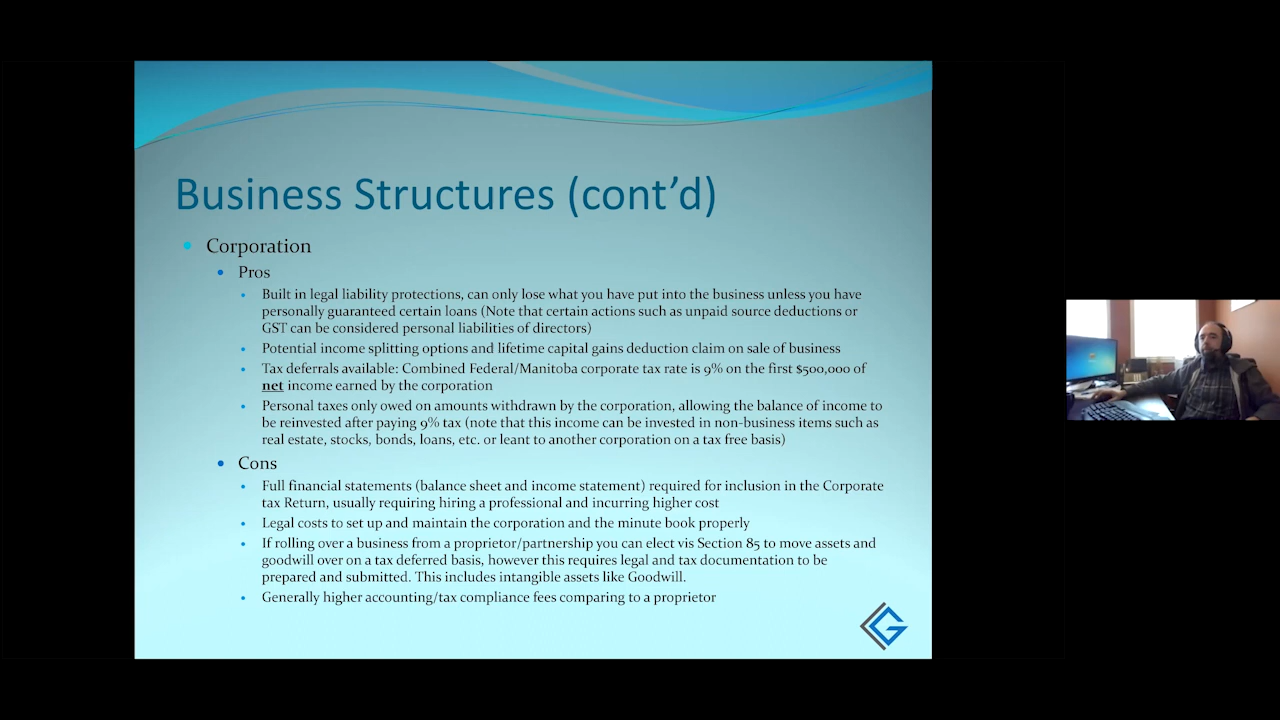 Business Structures (cont'd)
Corporation
Pros
Built in legal liability protections, can only lose what you have put into the business unless you have
personally guaranteed certain loans (Note that certain actions such as unpaid source deductions or
GST can be considered personal liabilities of directors)
Potential income splitting options and lifetime capital gains deduction claim on sale of business
Tax deferrals available: Combined Federal/Manitoba corporate tax rate is 9% on the first $500,000 of
net income earned by the corporation
Personal taxes only owed on amounts withdrawn by the corporation, allowing the balance of income to
be reinvested after paying 9% tax (note that this income can be invested in non-business items such as
real estate, stocks, bonds, loans, etc. or leant to another corporation on a tax free basis)
Cons
Full financial statements (balance sheet and income statement) required for inclusion in the Corporate
tax Return, usually requiring hiring a professional and incurring higher cost
Legal costs to set up and maintain the corporation and the minute book properly
If rolling over a business from a proprietor/partnership you can elect vis Section 85 to move assets and
goodwill over on a tax deferred basis, however this requires legal and tax documentation to be
prepared and submitted. This includes intangible assets like Goodwill.
Generally higher accounting/tax compliance fees comparing to a proprietor